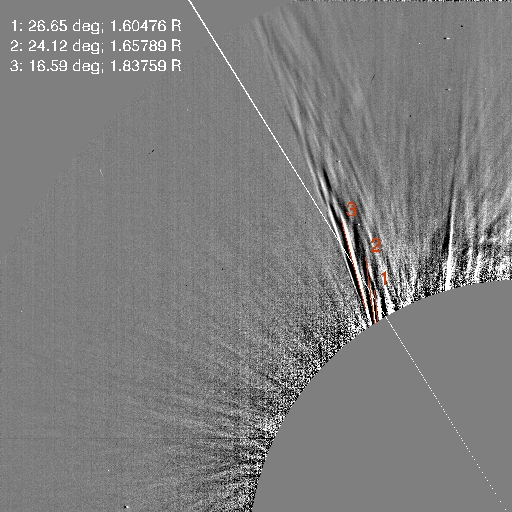 1: 26.65 deg; 1.60476 R
2: 24.12 deg; 1.65789 R
3: 16.59 deg; 1.83759 R
3
2
1